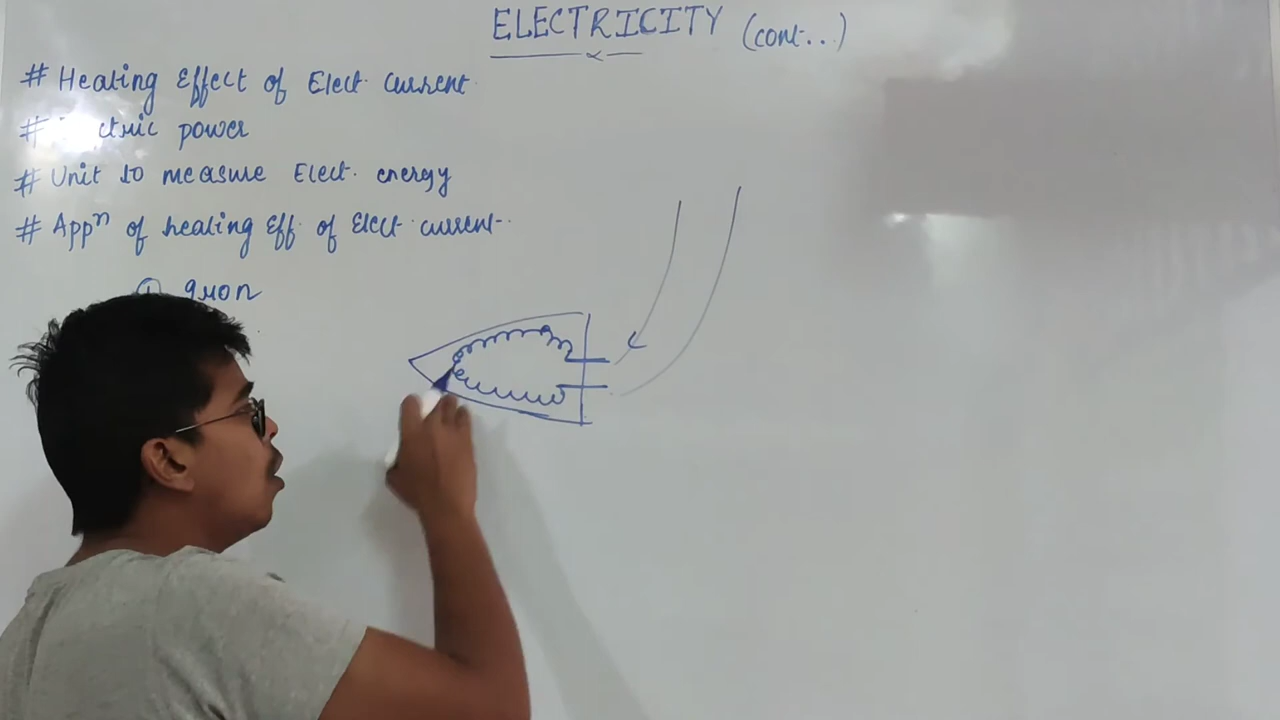 ELECTRICITY (cont...)
# Heating Effect of Elect. Current.
# power
# Unit to measure Elect. energy
# Appⁿ of heating Eff. of Elect. current.
① Iron